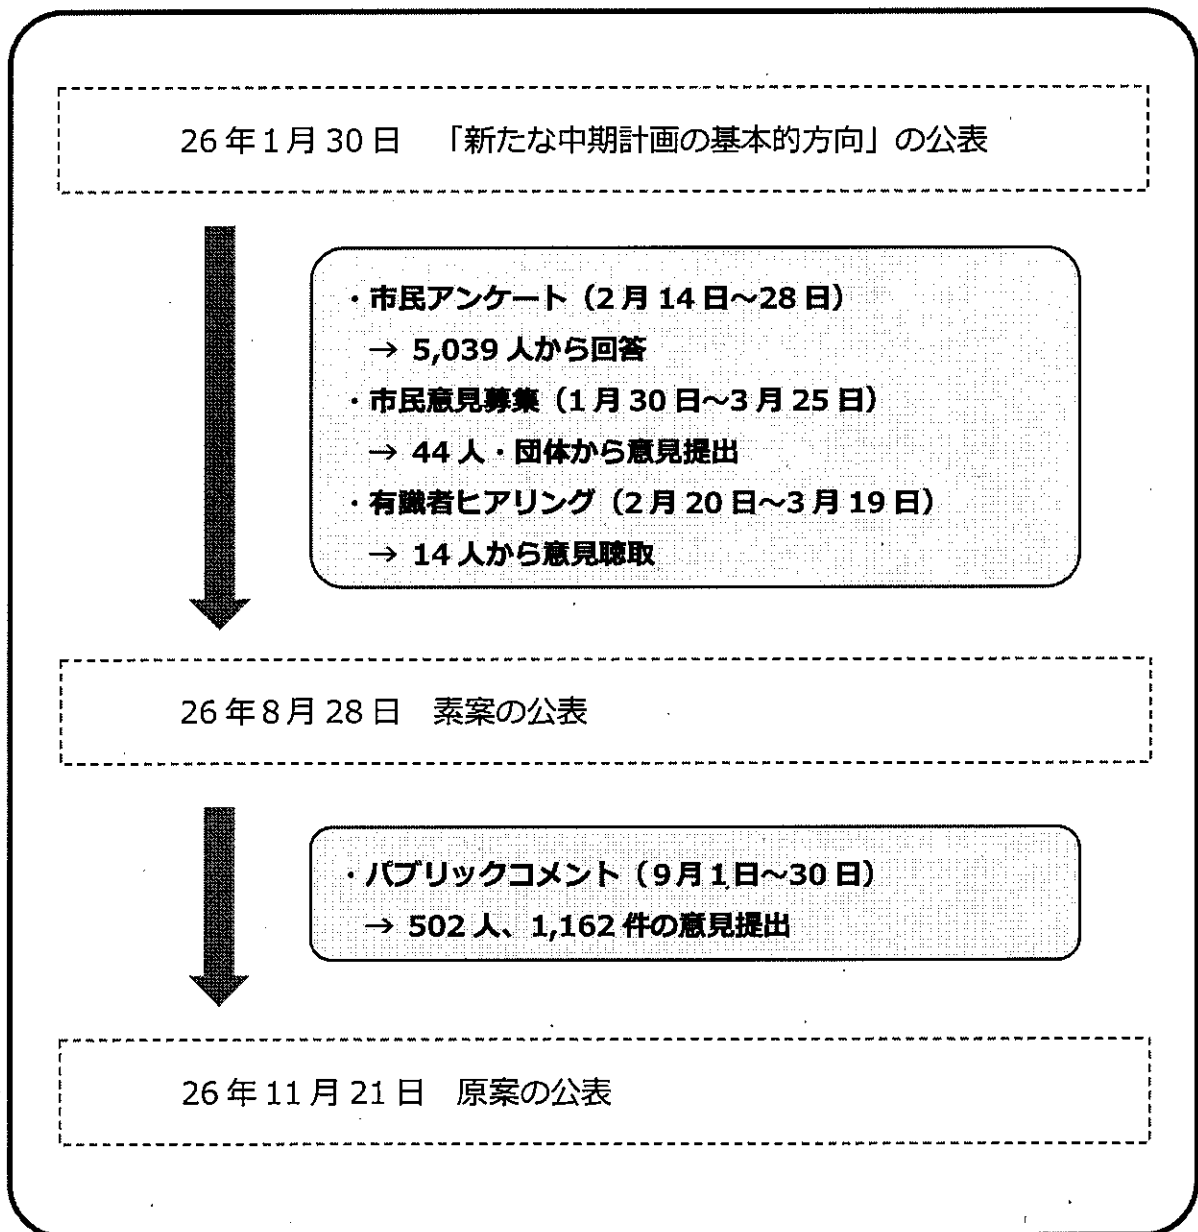 26年1月30日 「新たな中期計画の基本的方向」の公表
・市民アンケート（2月14日～28日）
→ 5,039人から回答
・市民意見募集（1月30日～3月25日）
→ 44人・団体から意見提出
・有識者ヒアリング（2月20日～3月19日）
→ 14人から意見聴取
26年8月28日 素案の公表
・パブリックコメント（9月1日～30日）
→ 502人、1,162件の意見提出
26年11月21日 原案の公表